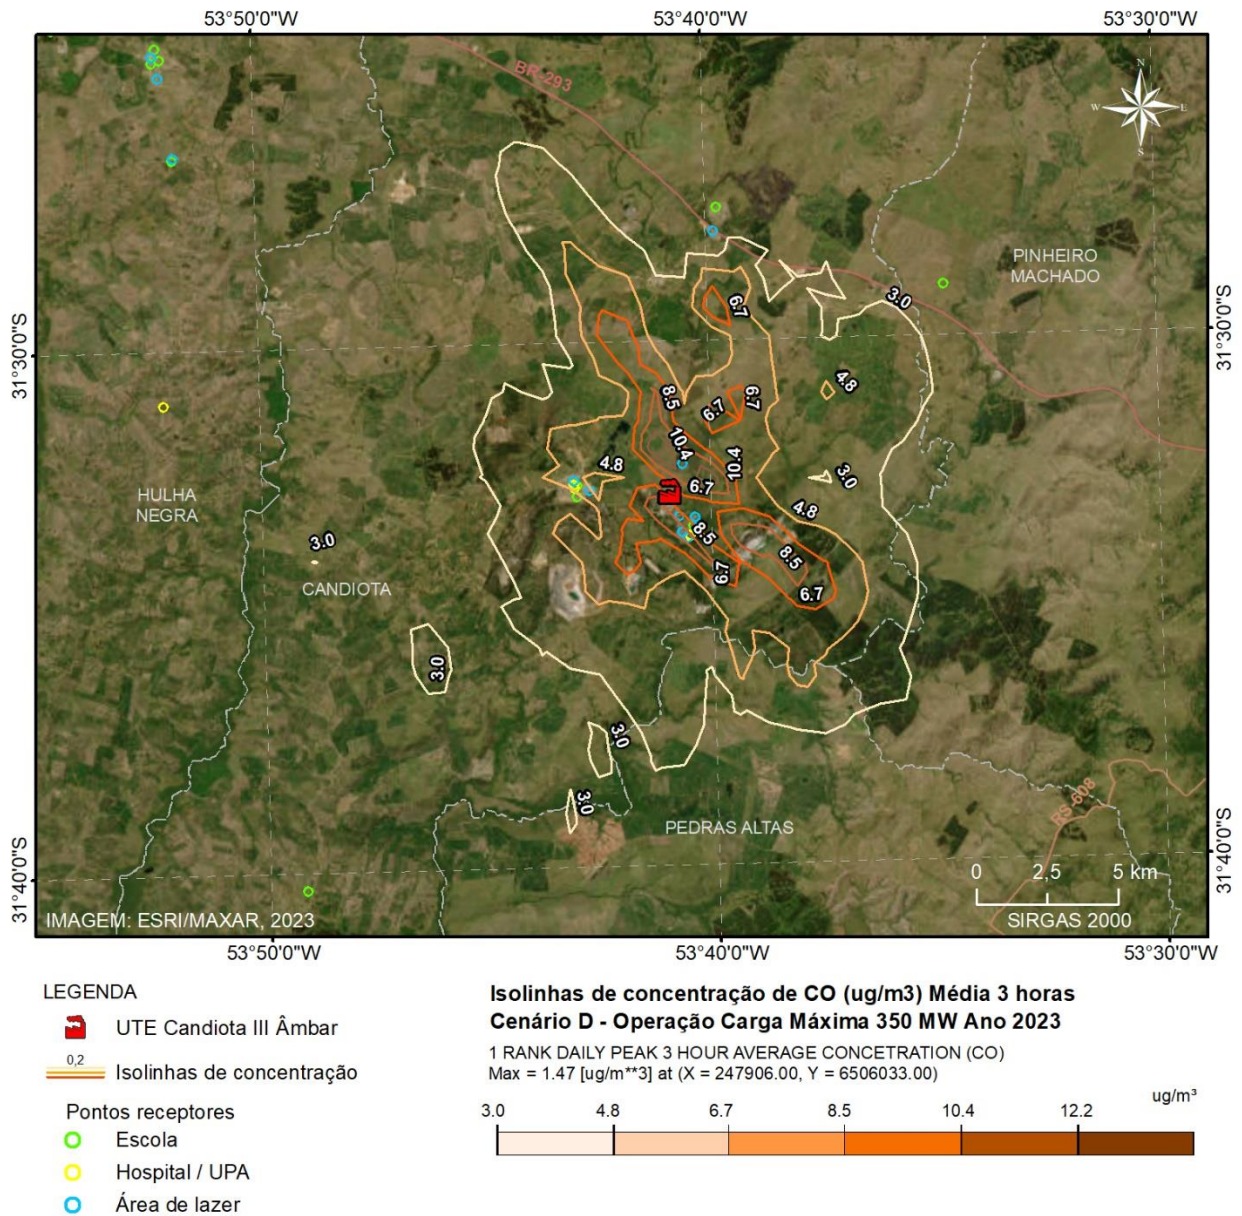 53°50'0"W 53°40'0"W 53°30'0"W
BR-293
N
W E
S
PINHEIRO
MACHADO
3.0
6.7
31°30'0"S 31°30'0"S
4.8
8.5 6.7 6.7
10.4
4.8 10.4 3.0
6.7
HULHA
NEGRA
4.8
8.5
3.0
8.5
6.7
CANDIOTA
6.7
3.0
3.0
3.0
RS-608
PEDRAS ALTAS
31°40'0"S 31°40'0"S
0 2,5 5 km
IMAGEM: ESRI/MAXAR, 2023
SIRGAS 2000
53°50'0"W 53°40'0"W 53°30'0"W
LEGENDA
UTE Candiota III Âmbar
0,2
Isolinhas de concentração
Pontos receptores
Escola
Hospital / UPA
Área de lazer
Isolinhas de concentração de CO (ug/m3) Média 3 horas
Cenário D - Operação Carga Máxima 350 MW Ano 2023
1 RANK DAILY PEAK 3 HOUR AVERAGE CONCETRATION (CO)
Max = 1.47 [ug/m**3] at (X = 247906.00, Y = 6506033.00)
ug/m³
3.0 4.8 6.7 8.5 10.4 12.2